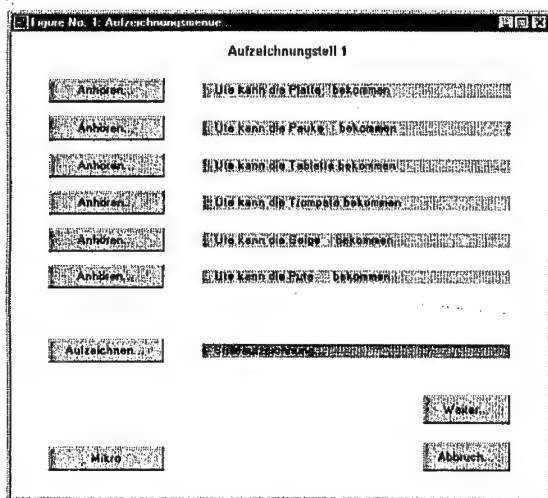 Figure No. 1: Aufzeichnungsmenue...
Aufzeichnungsteil 1
Anhören... Ute kann die Platte bekommen
Anhören... Ute kann die Pauke bekommen
Anhören... Ute kann die Tablette bekommen
Anhören... Ute kann die Trompete bekommen
Anhören... Ute kann die Geige bekommen
Anhören... Ute kann die Pute bekommen
Aufzeichnen...
Weiter...
Mikro Abbruch...